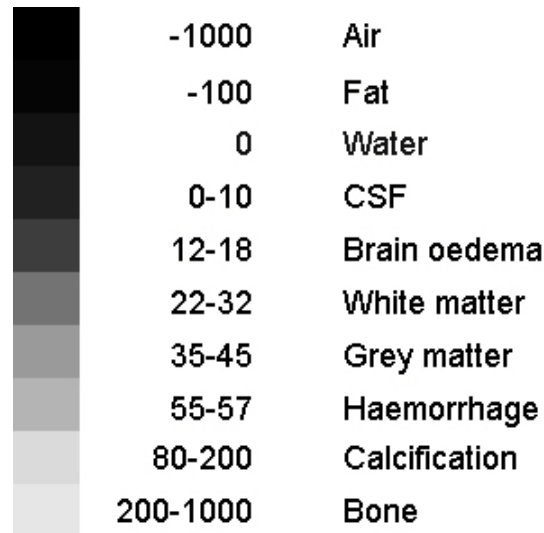 -1000 Air
-100 Fat
0 Water
0-10 CSF
12-18 Brain oedema
22-32 White matter
35-45 Grey matter
55-57 Haemorrhage
80-200 Calcification
200-1000 Bone